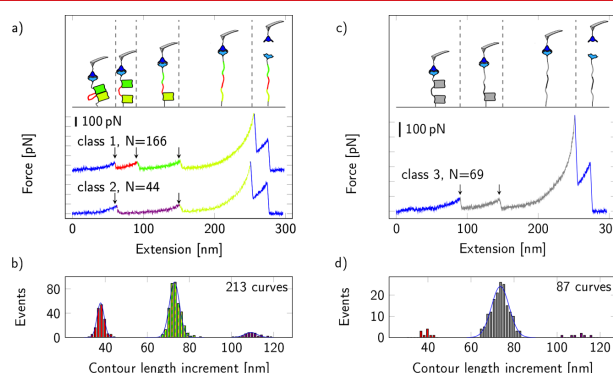 a)
100 pN
class 1, N=166
class 2, N=44
Force [pN]
0 100 200 300
Extension [nm]
b)
213 curves
Events
80
40
0
40 60 80 100 120
Contour length increment [nm]
c)
100 pN
class 3, N=69
Force [pN]
0 100 200 300
Extension [nm]
d)
87 curves
Events
20
10
0
40 60 80 100 120
Contour length increment [nm]